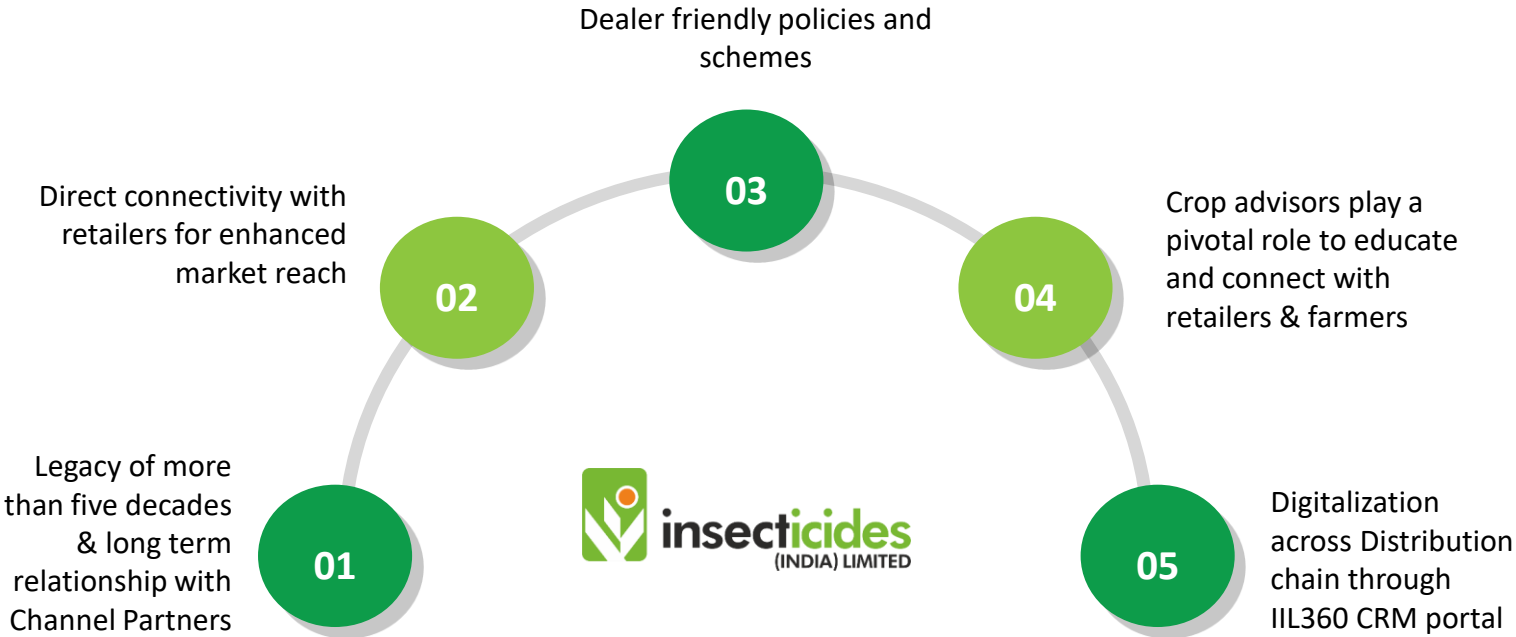 Dealer friendly policies and
schemes
03
Direct connectivity with
retailers for enhanced
market reach
02
Crop advisors play a
pivotal role to educate
and connect with
retailers & farmers
04
Legacy of more
than five decades
& long term
relationship with
Channel Partners
01
insecticides
(INDIA) LIMITED
05
Digitalization
across Distribution
chain through
IIL360 CRM portal